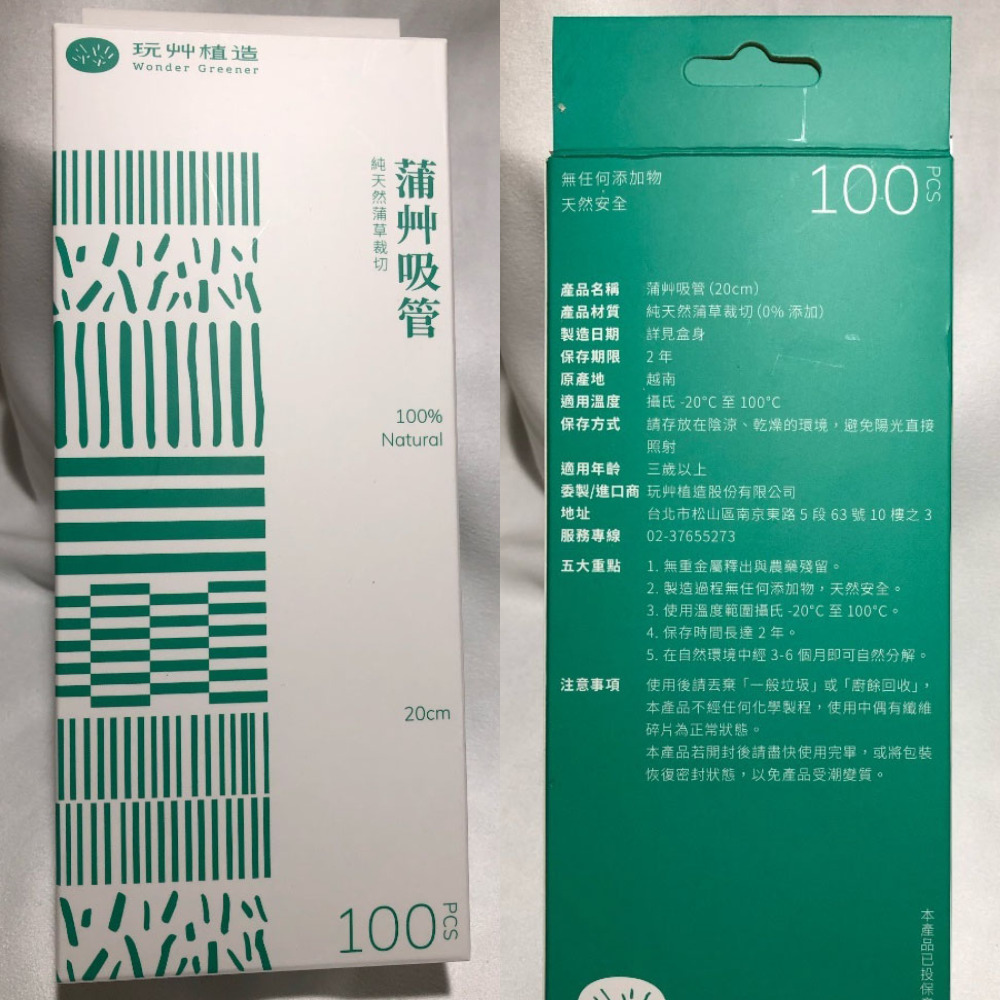 玩艸植造
Wonder Greener
蒲艸吸管
純天然蒲草裁切
100%
Natural
20cm
100 PCS
無任何添加物
天然安全
100 PCS
產品名稱 蒲艸吸管(20cm)
產品材質 純天然蒲草裁切(0% 添加)
製造日期 詳見盒身
保存期限 2 年
原產地 越南
適用溫度 攝氏 -20°C 至 100°C
保存方式 請存放在陰涼、乾燥的環境,避免陽光直接
照射
適用年齡 三歲以上
委製/進口商 玩艸植造股份有限公司
地址 台北市松山區南京東路 5 段 63 號 10 樓之 3
服務專線 02-37655273
五大重點 1. 無重金屬釋出與農藥殘留。
2. 製造過程無任何添加物,天然安全。
3. 使用溫度範圍攝氏 -20°C 至 100°C。
4. 保存時間長達 2 年。
5. 在自然環境中經 3-6 個月即可自然分解。
注意事項 使用後請丟棄「一般垃圾」或「廚餘回收」,
本產品不經任何化學製程,使用中偶有纖維
碎片為正常狀態。
本產品若開封後請盡快使用完畢,或將包裝
恢復密封狀態,以免產品受潮變質。
本產品已投保